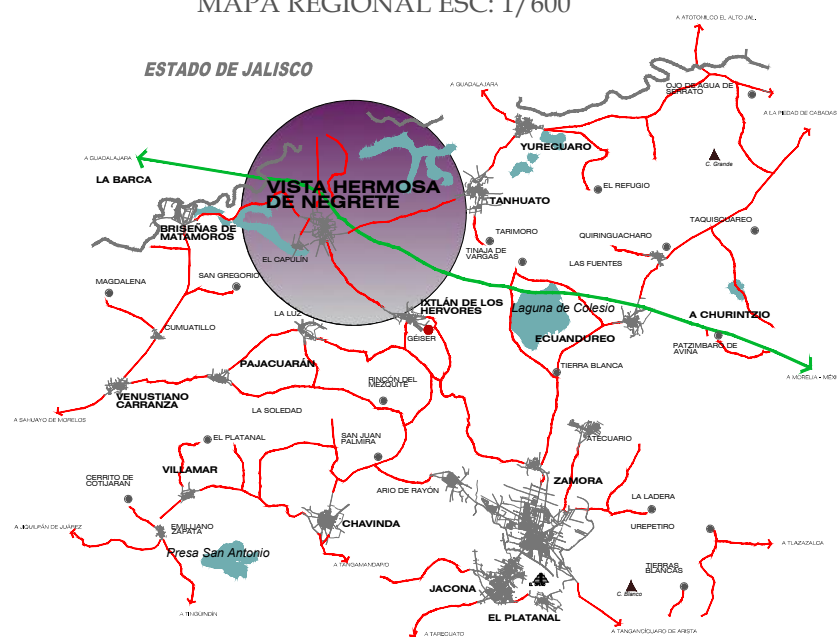 MAPA REGIONAL ESC: 1/600
A ATOTONILCO EL ALTO JAL.
ESTADO DE JALISCO
A GUADALAJARA
OJO DE AGUA DE
SERRATO
A LA PIEDAD DE CABADAS
YURECUARO
C. Grande
A GUADALAJARA
LA BARCA
VISTA HERMOSA
DE NEGRETE
EL REFUGIO
TANHUATO
BRISEÑAS DE
MATAMOROS
TARIMORO
TAQUISCUAREO
QUIRINGUACHARO
TINAJA DE
VARGAS
EL CAPULIN
LAS FUENTES
MAGDALENA
SAN GREGORIO
IXTLÁN DE LOS
HERVORES
Laguna de Colesio
LA LUZ
A CHURINTZIO
CUMUATILLO
GÉISER
ECUANDUREO
PATZIMBARO DE
AVIÑA
PAJACUARÁN
TIERRA BLANCA
A MORELIA - MÉXI
RINCÓN DEL
MEZQUITE
VENUSTIANO
CARRANZA
LA SOLEDAD
A SAHUAYO DE MORELOS
EL PLATANAL
SAN JUAN
PALMIRA
ATECUARIO
VILLAMAR
CERRITO DE
COTIJARAN
ZAMORA
ARIO DE RAYÓN
LA LADERA
A JIQUILPAN DE JUÁREZ
EMILIANO
ZAPATA
CHAVINDA
UREPETIRO
A TLAZAZALCA
Presa San Antonio
A TANGAMANDAPIO
TIERRAS
BLANCAS
JACONA
C. Blanco
A TINGÜINDIN
EL PLATANAL
A TARECUATO
A TANGANCICUARO DE ARISTA